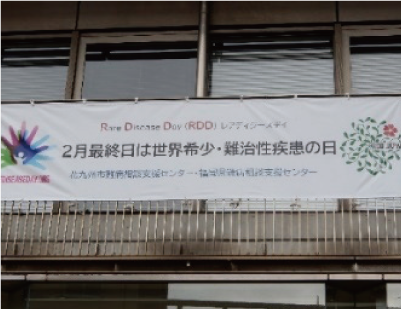 Rare Disease Day (RDD) レアディジーズデイ
2月最終日は世界希少・難治性疾患の日
北九州市難病相談支援センター・福岡県難病相談支援センター